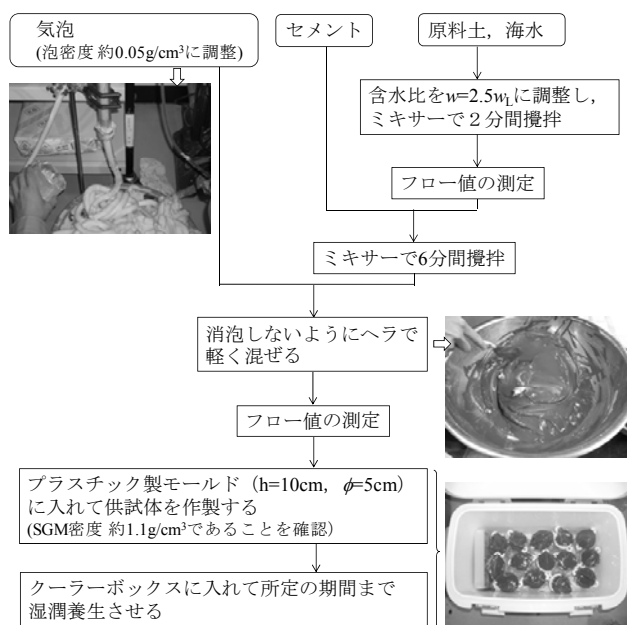 気泡
(泡密度 約0.05g/cm³に調整)
セメント
原料土，海水
含水比をw=2.5wLに調整し，
ミキサーで２分間攪拌
フロー値の測定
ミキサーで6分間攪拌
消泡しないようにヘラで
軽く混ぜる
フロー値の測定
プラスチック製モールド（h=10cm，ϕ=5cm）
に入れて供試体を作製する
(SGM密度 約1.1g/cm³であることを確認）
クーラーボックスに入れて所定の期間まで
湿潤養生させる